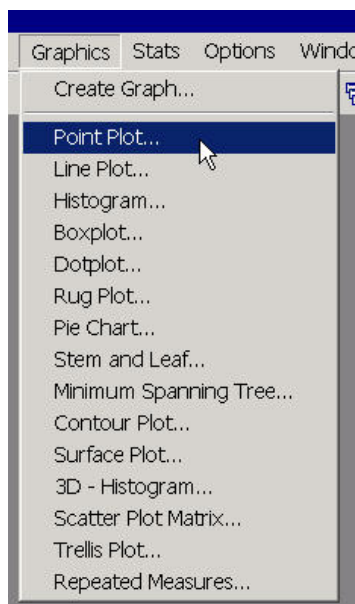 Graphics Stats Options
Create Graph...
Point Plot...
Line Plot...
Histogram...
Boxplot...
Dotplot...
Rug Plot...
Pie Chart...
Stem and Leaf...
Minimum Spanning Tree...
Contour Plot...
Surface Plot...
3D - Histogram...
Scatter Plot Matrix...
Trellis Plot...
Repeated Measures...